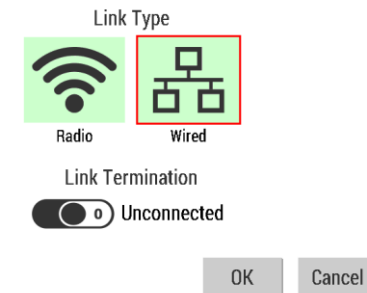 Link Type
Radio Wired
Link Termination
0 Unconnected
OK Cancel